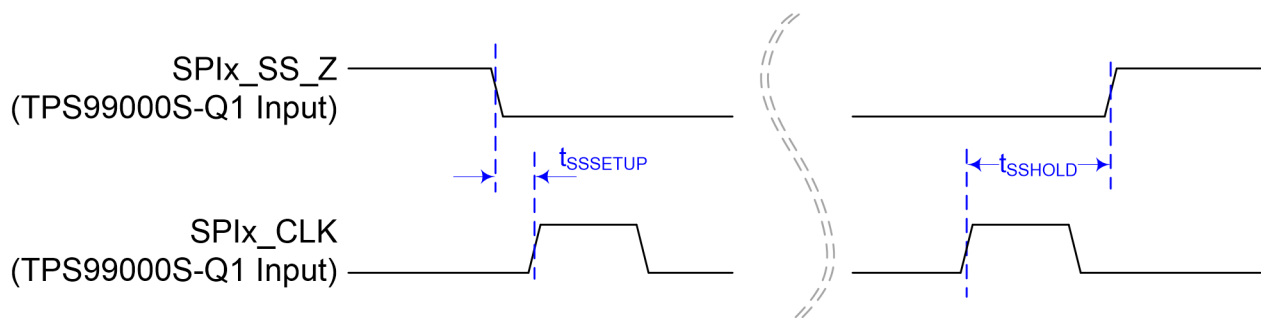 SPIx_SS_Z
(TPS99000S-Q1 Input)
tSSSETUP
tSSHOLD
SPIx_CLK
(TPS99000S-Q1 Input)